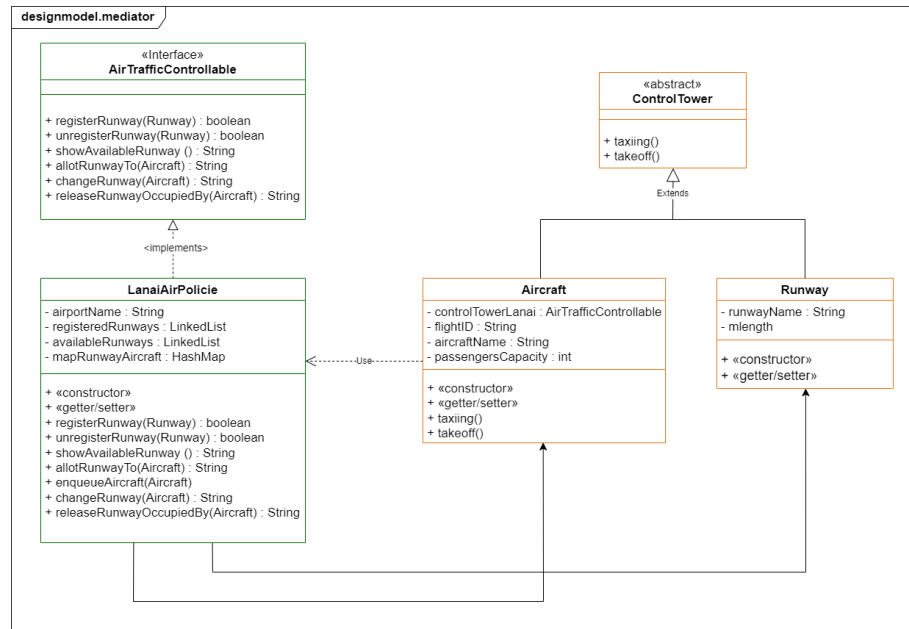 designmodel.mediator
«Interface»
AirTrafficControllable
+ registerRunway(Runway) : boolean
+ unregisterRunway(Runway) : boolean
+ showAvailableRunway () : String
+ allotRunwayTo(Aircraft) : String
+ changeRunway(Aircraft) : String
+ releaseRunwayOccupiedBy(Aircraft) : String
«abstract»
ControlTower
+ taxiing()
+ takeoff()
Extends
<implements>
LanaiAirPolicie
- airportName : String
- registeredRunways : LinkedList
- availableRunways : LinkedList
- mapRunwayAircraft : HashMap
+ «constructor»
+ «getter/setter»
+ registerRunway(Runway) : boolean
+ unregisterRunway(Runway) : boolean
+ showAvailableRunway () : String
+ allotRunwayTo(Aircraft) : String
+ enqueueAircraft(Aircraft)
+ changeRunway(Aircraft) : String
+ releaseRunwayOccupiedBy(Aircraft) : String
Use
Aircraft
- controlTowerLanai : AirTrafficControllable
- flightID : String
- aircraftName : String
- passengersCapacity : int
+ «constructor»
+ «getter/setter»
+ taxiing()
+ takeoff()
Runway
- runwayName : String
- mlength
+ «constructor»
+ «getter/setter»